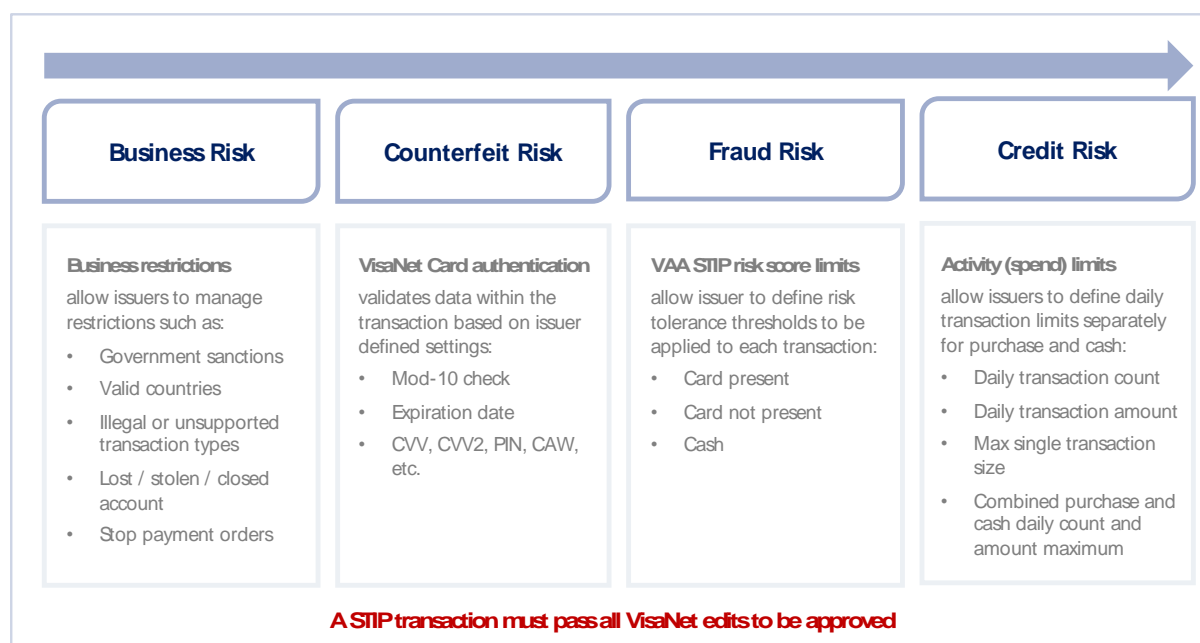 Business Risk
Counterfeit Risk
Fraud Risk
Credit Risk
Business restrictions
allow issuers to manage
restrictions such as:
• Government sanctions
• Valid countries
• Illegal or unsupported
transaction types
• Lost / stolen / closed
account
• Stop payment orders
VisaNet Card authentication
validates data within the
transaction based on issuer
defined settings:
• Mod-10 check
• Expiration date
• CVV, CVV2, PIN, CAVV,
etc.
VAA STIP risk score limits
allow issuer to define risk
tolerance thresholds to be
applied to each transaction:
• Card present
• Card not present
• Cash
Activity (spend) limits
allow issuers to define daily
transaction limits separately
for purchase and cash:
• Daily transaction count
• Daily transaction amount
• Max single transaction
size
• Combined purchase and
cash daily count and
amount maximum
A STIP transaction must pass all VisaNet edits to be approved